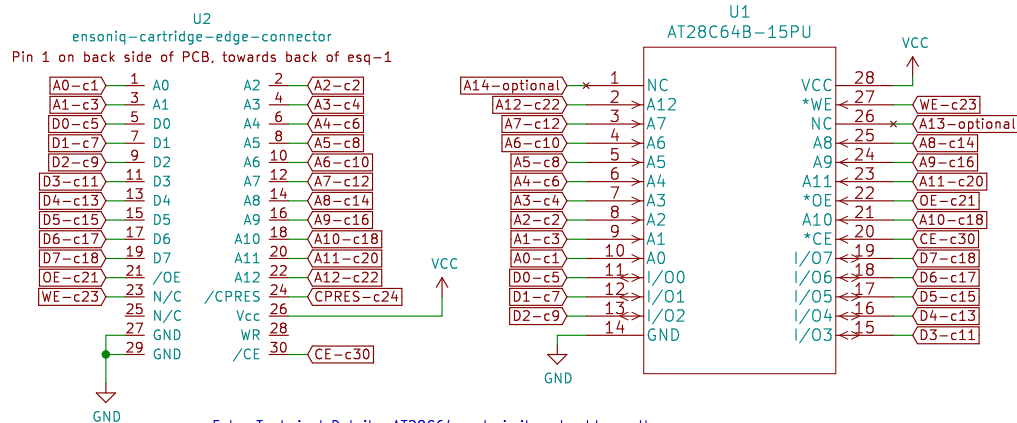 U2
ensoniq-cartridge-edge-connector
Pin 1 on back side of PCB, towards back of esq-1
A0-c1 1 A0 A2 2 A2-c2
A1-c3 3 A1 A3 4 A3-c4
D0-c5 5 D0 A4 6 A4-c6
D1-c7 7 D1 A5 8 A5-c8
D2-c9 9 D2 A6 10 A6-c10
D3-c11 11 D3 A7 12 A7-c12
D4-c13 13 D4 A8 14 A8-c14
D5-c15 15 D5 A9 16 A9-c16
D6-c17 17 D6 A10 18 A10-c18
D7-c18 19 D7 A11 20 A11-c20
OE-c21 21 /OE A12 22 A12-c22
WE-c23 23 N/C /CPRES 24 CPRES-c24
25 N/C Vcc 26
27 GND WR 28
29 GND /CE 30 CE-c30
VCC
GND
U1
AT28C64B-15PU
VCC
A14-optional 1 NC VCC 28
A12-c22 2 A12 *WE 27 WE-c23
A7-c12 3 A7 NC 26 A13-optional
A6-c10 4 A6 A8 25 A8-c14
A5-c8 5 A5 A9 24 A9-c16
A4-c6 6 A4 A11 23 A11-c20
A3-c4 7 A3 *OE 22 OE-c21
A2-c2 8 A2 A10 21 A10-c18
A1-c3 9 A1 *CE 20 CE-c30
A0-c1 10 A0 I/O7 19 D7-c18
D0-c5 11 I/O0 I/O6 18 D6-c17
D1-c7 12 I/O1 I/O5 17 D5-c15
D2-c9 13 I/O2 I/O4 16 D4-c13
14 GND I/O3 15 D3-c11
GND